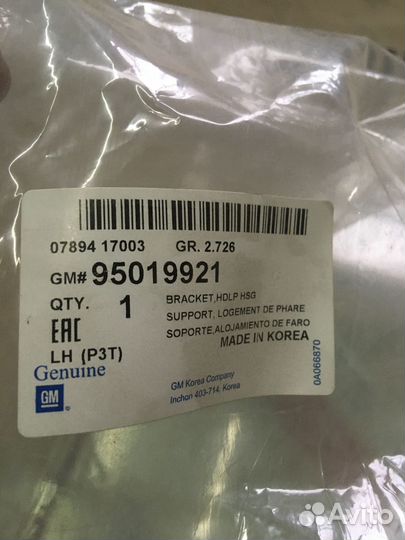 07894 17003 GR. 2.726
GM# 95019921
QTY. 1
BRACKET,HDLP HSG
SUPPORT, LOGEMENT DE PHARE
SOPORTE,ALOJAMIENTO DE FARO
MADE IN KOREA
EAC
LH (P3T)
Genuine
GM
GM Korea Company
Inchon 403-714, Korea
0A066870
Avito